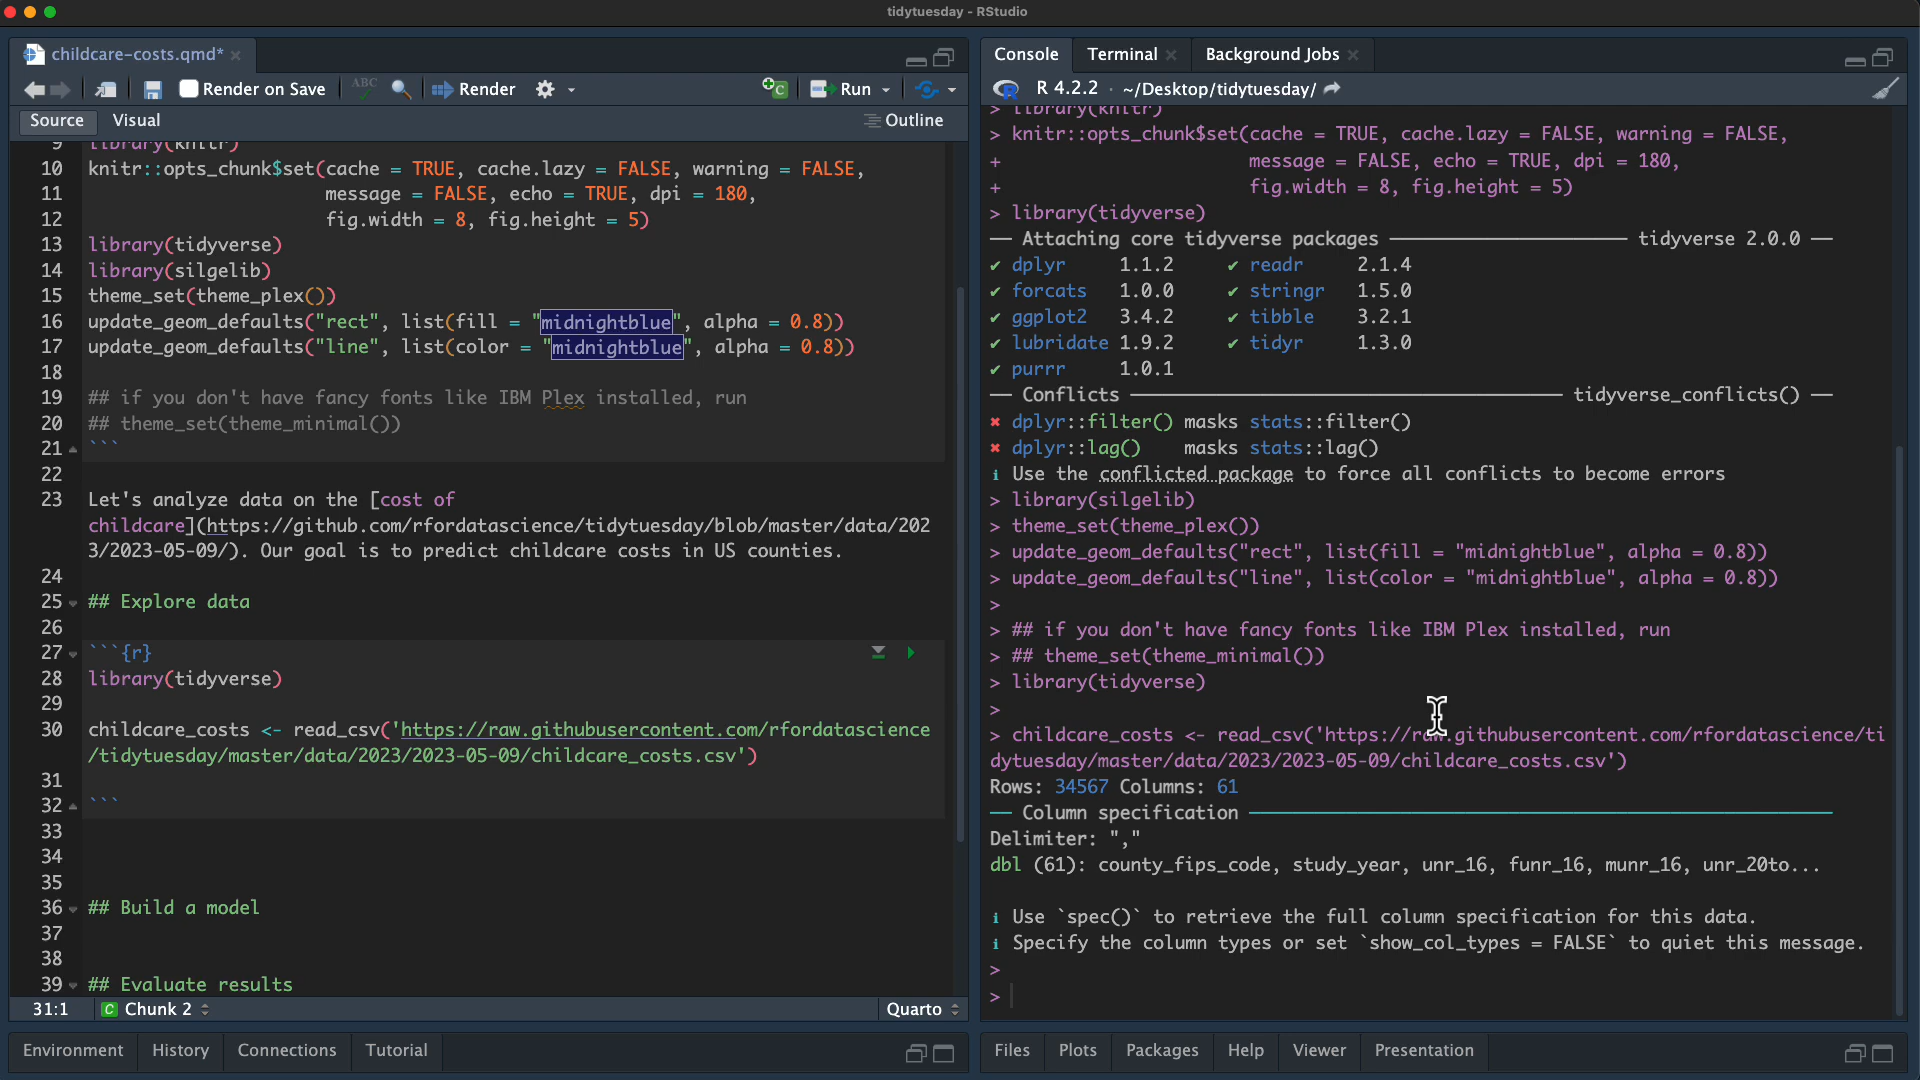 tidytuesday - RStudio
childcare-costs.qmd*
Render on Save
ABC
Render
Run
Source
Visual
Outline
9 library(knitr)
10 knitr::opts_chunk$set(cache = TRUE, cache.lazy = FALSE, warning = FALSE,
11 message = FALSE, echo = TRUE, dpi = 180,
12 fig.width = 8, fig.height = 5)
13 library(tidyverse)
14 library(silgelib)
15 theme_set(theme_plex())
16 update_geom_defaults("rect", list(fill = "midnightblue", alpha = 0.8))
17 update_geom_defaults("line", list(color = "midnightblue", alpha = 0.8))
18
19 ## if you don't have fancy fonts like IBM Plex installed, run
20 ## theme_set(theme_minimal())
21 ```
22
23 Let's analyze data on the [cost of
childcare](https://github.com/rfordatascience/tidytuesday/blob/master/data/202
3/2023-05-09/). Our goal is to predict childcare costs in US counties.
24
25 ## Explore data
26
27 ```{r}
28 library(tidyverse)
29
30 childcare_costs <- read_csv('https://raw.githubusercontent.com/rfordatascience
/tidytuesday/master/data/2023/2023-05-09/childcare_costs.csv')
31
32 ```
33
34
35
36 ## Build a model
37
38
39 ## Evaluate results
31:1 C Chunk 2 Quarto
Environment History Connections Tutorial
Console Terminal Background Jobs
R 4.2.2 · ~/Desktop/tidytuesday/
> library(knitr)
> knitr::opts_chunk$set(cache = TRUE, cache.lazy = FALSE, warning = FALSE,
+ message = FALSE, echo = TRUE, dpi = 180,
+ fig.width = 8, fig.height = 5)
> library(tidyverse)
── Attaching core tidyverse packages ── tidyverse 2.0.0 ──
✔ dplyr 1.1.2 ✔ readr 2.1.4
✔ forcats 1.0.0 ✔ stringr 1.5.0
✔ ggplot2 3.4.2 ✔ tibble 3.2.1
✔ lubridate 1.9.2 ✔ tidyr 1.3.0
✔ purrr 1.0.1
── Conflicts ── tidyverse_conflicts() ──
✖ dplyr::filter() masks stats::filter()
✖ dplyr::lag() masks stats::lag()
ℹ Use the conflicted package to force all conflicts to become errors
> library(silgelib)
> theme_set(theme_plex())
> update_geom_defaults("rect", list(fill = "midnightblue", alpha = 0.8))
> update_geom_defaults("line", list(color = "midnightblue", alpha = 0.8))
>
> ## if you don't have fancy fonts like IBM Plex installed, run
> ## theme_set(theme_minimal())
> library(tidyverse)
>
> childcare_costs <- read_csv('https://raw.githubusercontent.com/rfordatascience/ti
dytuesday/master/data/2023/2023-05-09/childcare_costs.csv')
Rows: 34567 Columns: 61
── Column specification ──
Delimiter: ","
dbl (61): county_fips_code, study_year, unr_16, funr_16, munr_16, unr_20to...

ℹ Use `spec()` to retrieve the full column specification for this data.
ℹ Specify the column types or set `show_col_types = FALSE` to quiet this message.
>
>
Files Plots Packages Help Viewer Presentation